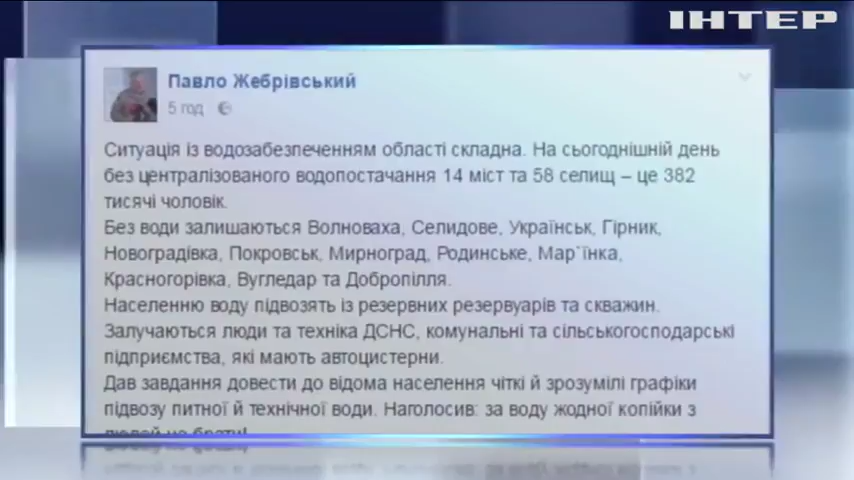 ІНТЕР
Павло Жебрівський
5 год
Ситуація із водозабезпеченням області складна. На сьогоднішній день
без централізованого водопостачання 14 міст та 58 селищ – це 382
тисячі чоловік.
Без води залишаються Волноваха, Селидове, Українськ, Гірник,
Новоградівка, Покровськ, Мирноград, Родинське, Мар`їнка,
Красногорівка, Вугледар та Добропілля.
Населенню воду підвозять із резервних резервуарів та скважин.
Залучаються люди та техніка ДСНС, комунальні та сільськогосподарські
підприємства, які мають автоцистерни.
Дав завдання довести до відома населення чіткі й зрозумілі графіки
підвозу питної й технічної води. Наголосив: за воду жодної копійки з
людей не брати!